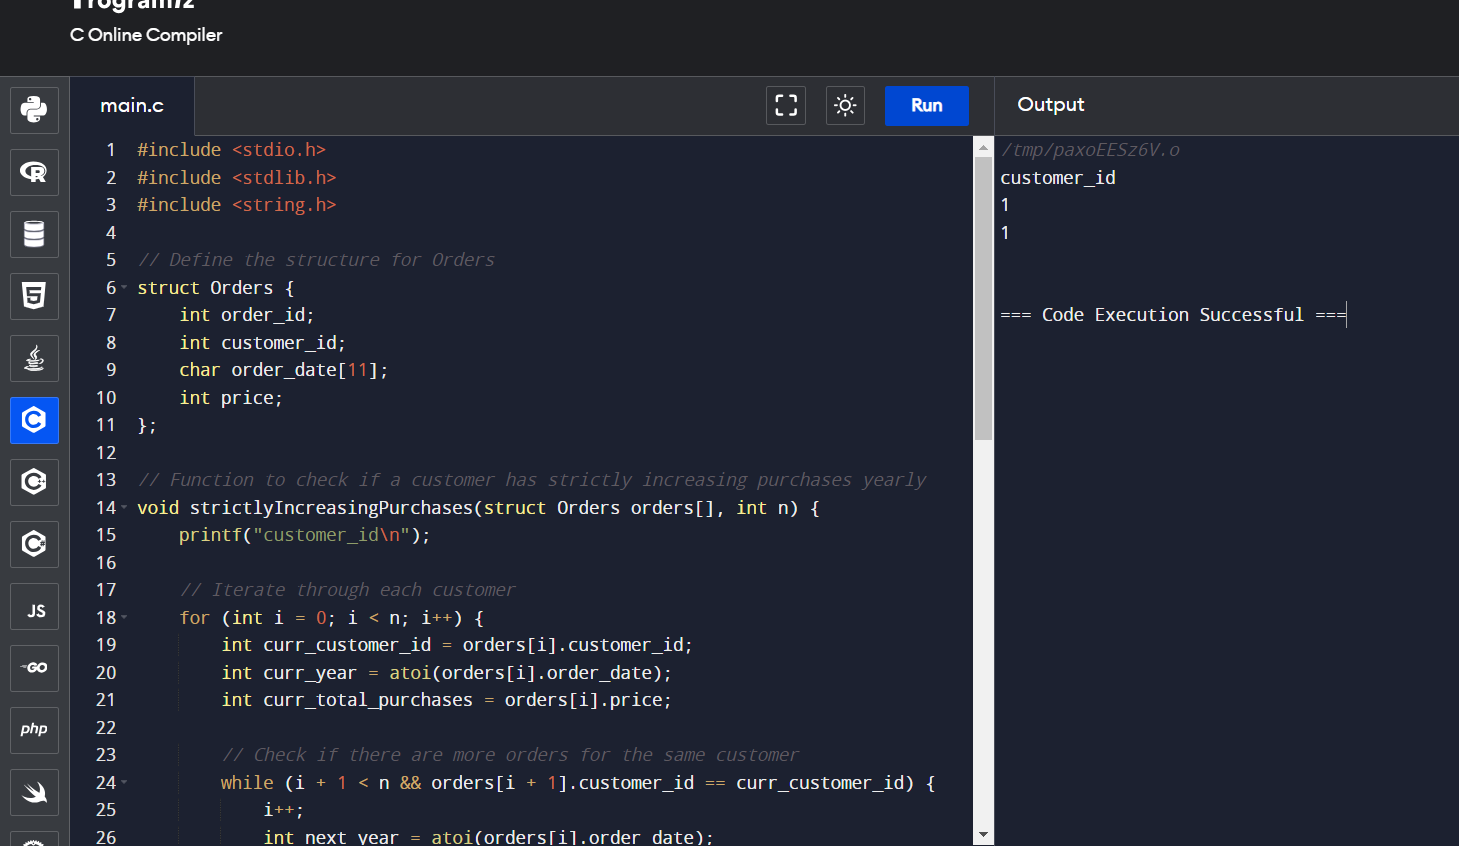 Programiz
C Online Compiler
main.c
Run
Output
1 #include <stdio.h>
2 #include <stdlib.h>
3 #include <string.h>
4
5 // Define the structure for Orders
6 struct Orders {
7 int order_id;
8 int customer_id;
9 char order_date[11];
10 int price;
11 };
12
13 // Function to check if a customer has strictly increasing purchases yearly
14 void strictlyIncreasingPurchases(struct Orders orders[], int n) {
15 printf("customer_id\n");
16
17 // Iterate through each customer
18 for (int i = 0; i < n; i++) {
19 int curr_customer_id = orders[i].customer_id;
20 int curr_year = atoi(orders[i].order_date);
21 int curr_total_purchases = orders[i].price;
22
23 // Check if there are more orders for the same customer
24 while (i + 1 < n && orders[i + 1].customer_id == curr_customer_id) {
25 i++;
26 int next_year = atoi(orders[i].order_date);
/tmp/paxoEESz6V.o
customer_id
1
1
=== Code Execution Successful ===
JS
GO
php